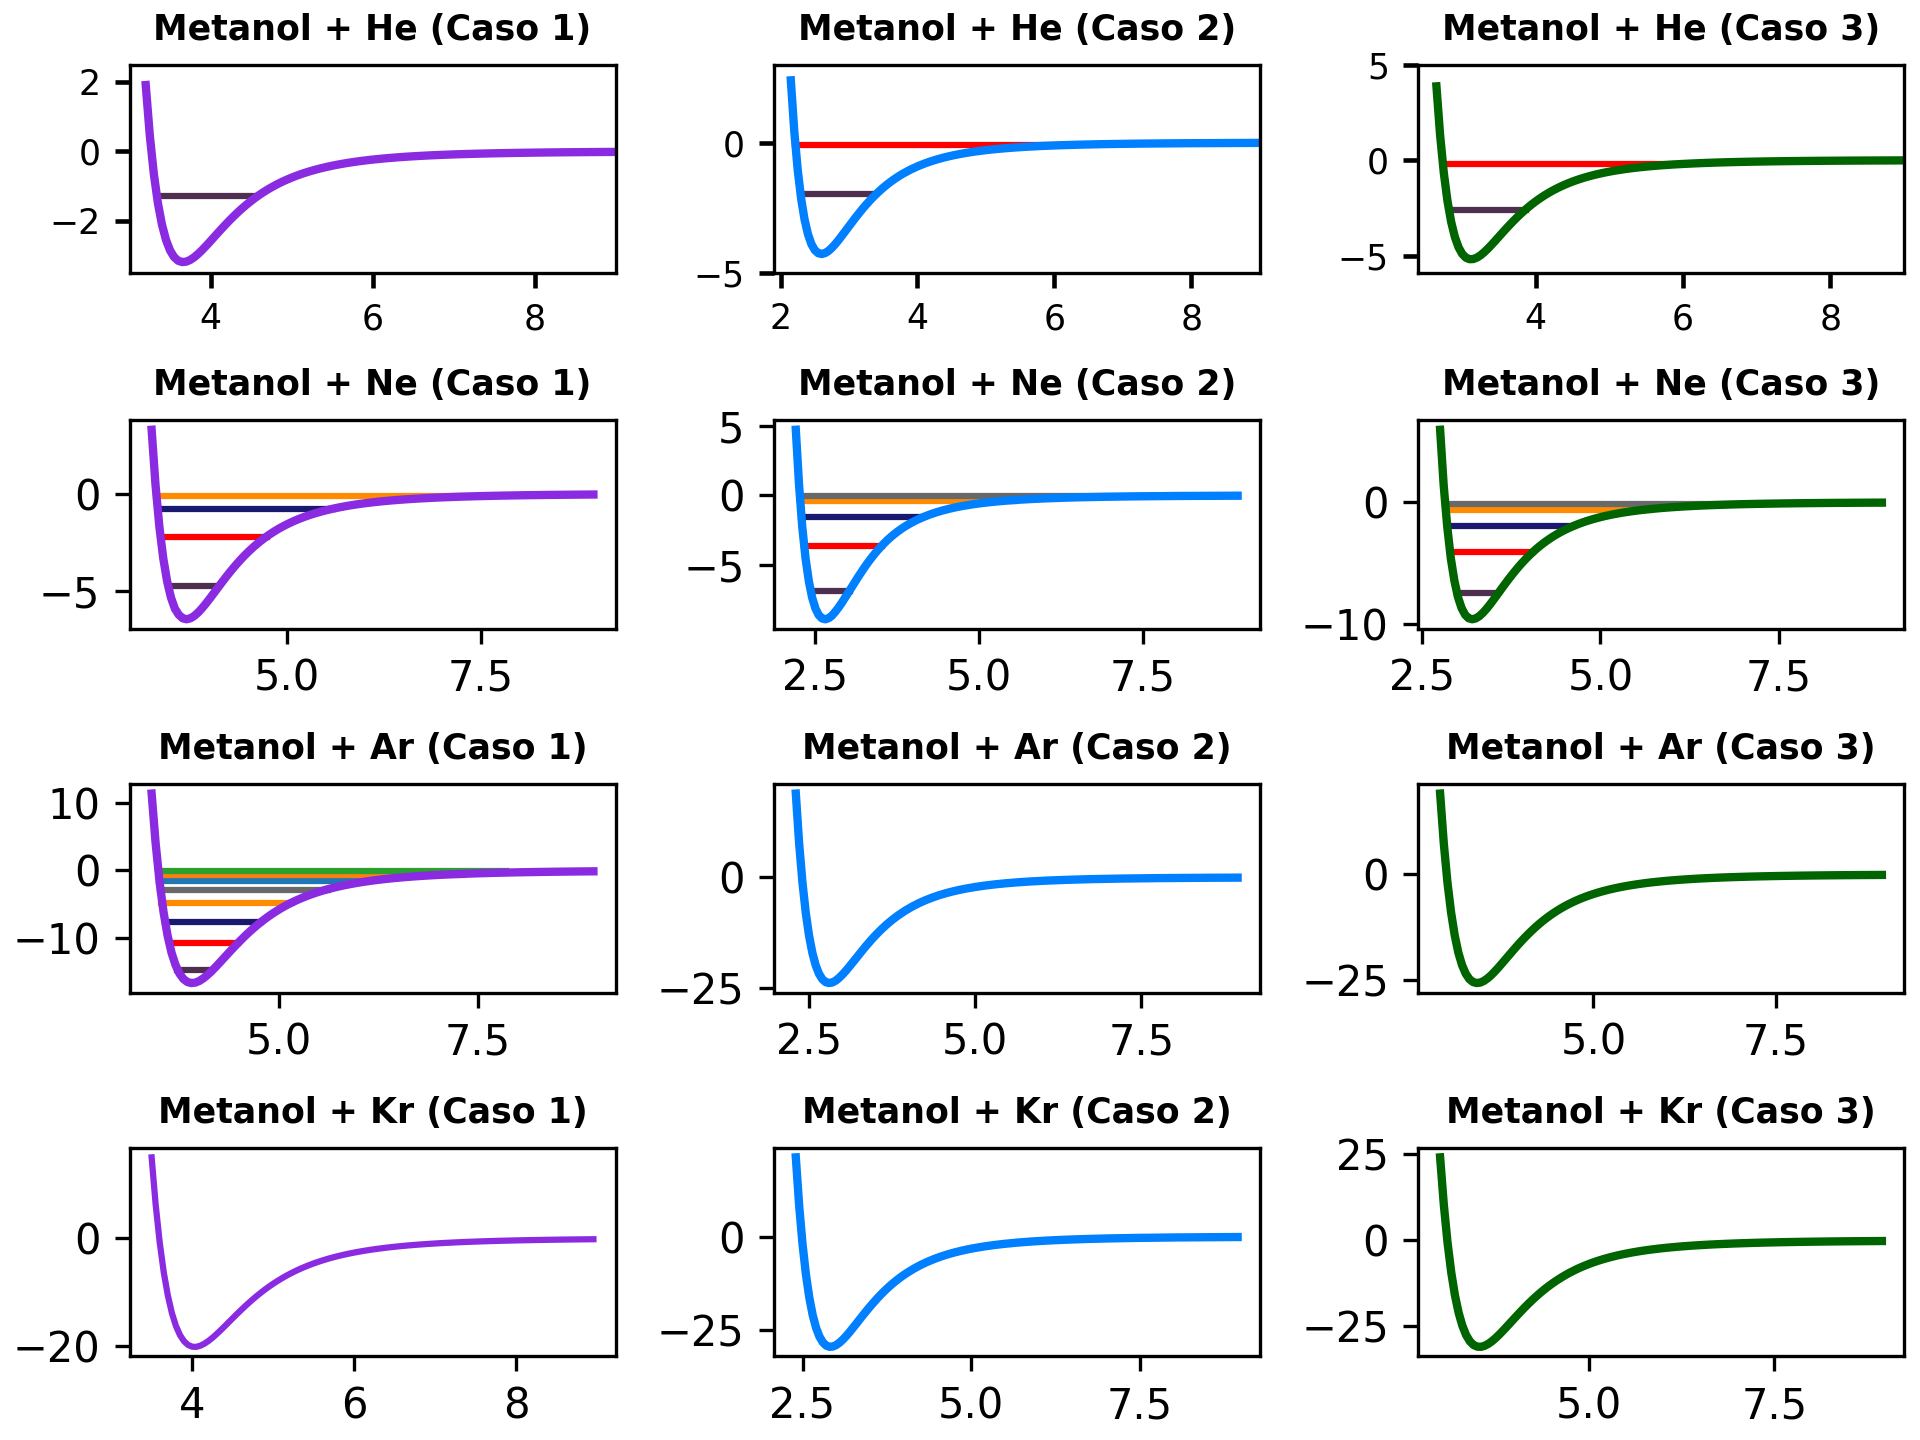 Metanol + He (Caso 1)
2
0
−2
4 6 8
Metanol + He (Caso 2)
0
−5
2 4 6 8
Metanol + He (Caso 3)
5
0
−5
4 6 8
Metanol + Ne (Caso 1)
0
−5
5.0 7.5
Metanol + Ne (Caso 2)
5
0
−5
2.5 5.0 7.5
Metanol + Ne (Caso 3)
0
−10
2.5 5.0 7.5
Metanol + Ar (Caso 1)
10
0
−10
5.0 7.5
Metanol + Ar (Caso 2)
0
−25
2.5 5.0 7.5
Metanol + Ar (Caso 3)
0
−25
5.0 7.5
Metanol + Kr (Caso 1)
0
−20
4 6 8
Metanol + Kr (Caso 2)
0
−25
2.5 5.0 7.5
Metanol + Kr (Caso 3)
25
0
−25
5.0 7.5